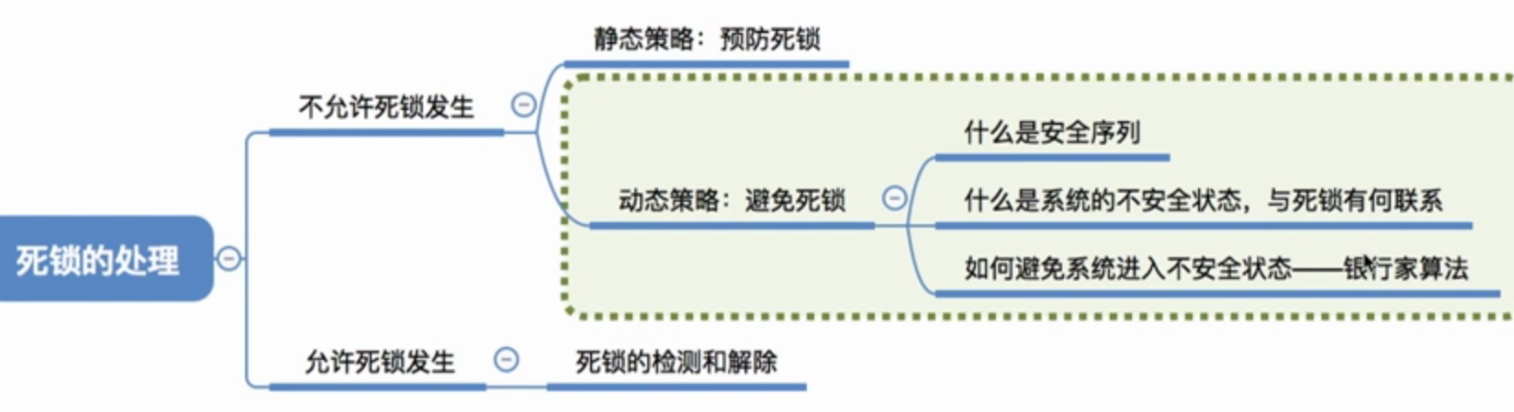 静态策略：预防死锁
不允许死锁发生
什么是安全序列
动态策略：避免死锁
什么是系统的不安全状态，与死锁有何联系
死锁的处理
如何避免系统进入不安全状态——银行家算法
允许死锁发生
死锁的检测和解除